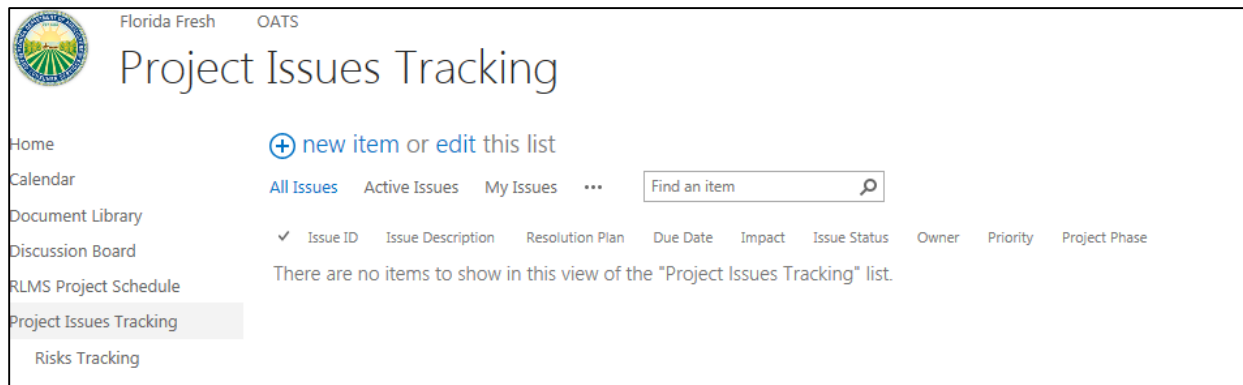 Florida Fresh OATS
Project Issues Tracking
Home
Calendar
Document Library
Discussion Board
RLMS Project Schedule
Project Issues Tracking
Risks Tracking
new item or edit this list
All Issues Active Issues My Issues ••• Find an item
Issue ID Issue Description Resolution Plan Due Date Impact Issue Status Owner Priority Project Phase
There are no items to show in this view of the "Project Issues Tracking" list.